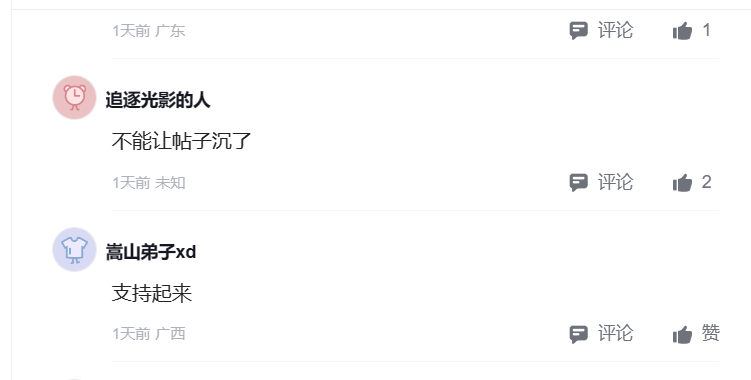 1天前 广东 评论 1
追逐光影的人
不能让帖子沉了
1天前 未知 评论 2
嵩山弟子xd
支持起来
1天前 广西 评论 赞